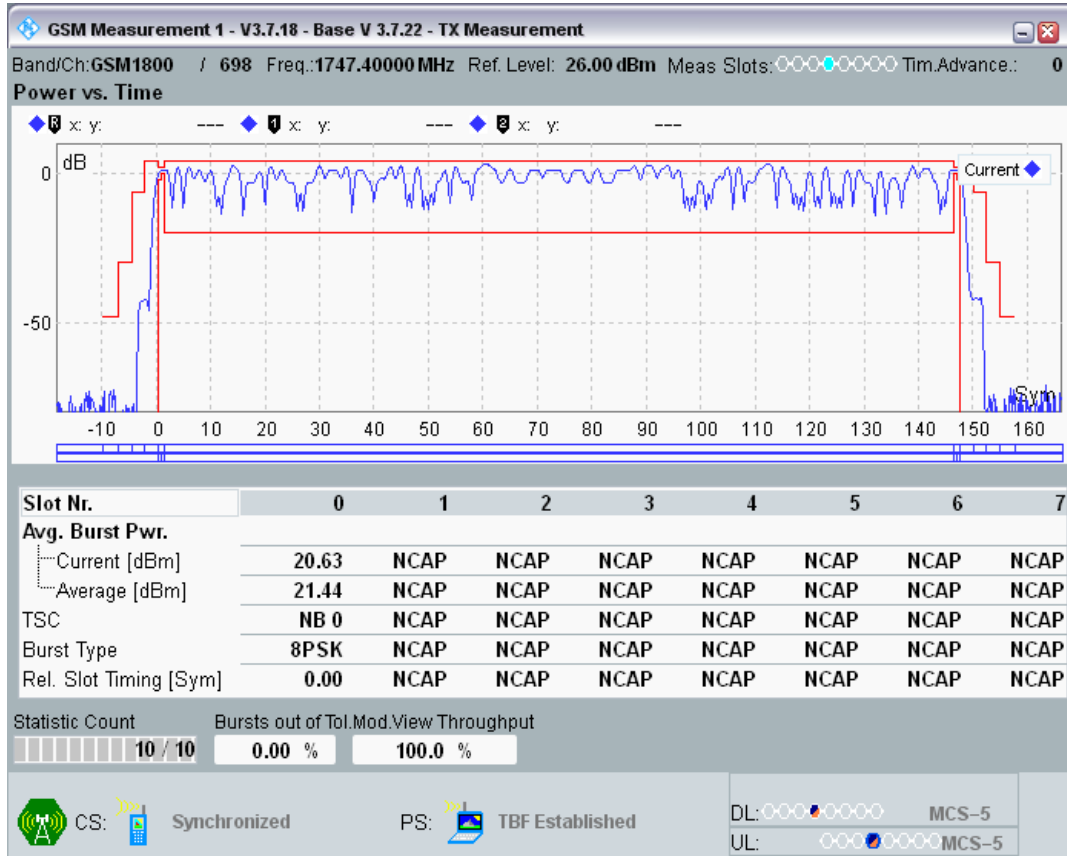 GSM Measurement 1 - V3.7.18 - Base V 3.7.22 - TX Measurement
Band/Ch:GSM1800 / 698 Freq.:1747.40000 MHz Ref. Level: 26.00 dBm Meas Slots: Tim.Advance.: 0
Power vs. Time
R x: y: --- 1 x: y: --- 2 x: y: ---
dB
Current
0
-50
Sym
-10 0 10 20 30 40 50 60 70 80 90 100 110 120 130 140 150 160
Slot Nr. 0 1 2 3 4 5 6 7
Avg. Burst Pwr.
Current [dBm] 20.63 NCAP NCAP NCAP NCAP NCAP NCAP NCAP
Average [dBm] 21.44 NCAP NCAP NCAP NCAP NCAP NCAP NCAP
TSC NB 0 NCAP NCAP NCAP NCAP NCAP NCAP NCAP
Burst Type 8PSK NCAP NCAP NCAP NCAP NCAP NCAP NCAP
Rel. Slot Timing [Sym] 0.00 NCAP NCAP NCAP NCAP NCAP NCAP NCAP
Statistic Count Bursts out of Tol.Mod.View Throughput
10 / 10 0.00 % 100.0 %
CS: Synchronized PS: TBF Established DL: MCS-5
UL: MCS-5